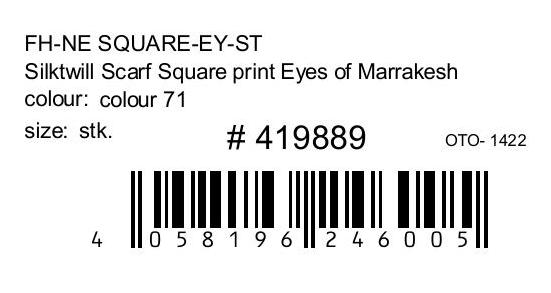 FH-NE SQUARE-EY-ST
Silktwill Scarf Square print Eyes of Marrakesh
colour: colour 71
size: stk.
# 419889
OTO- 1422
4 058196 246005